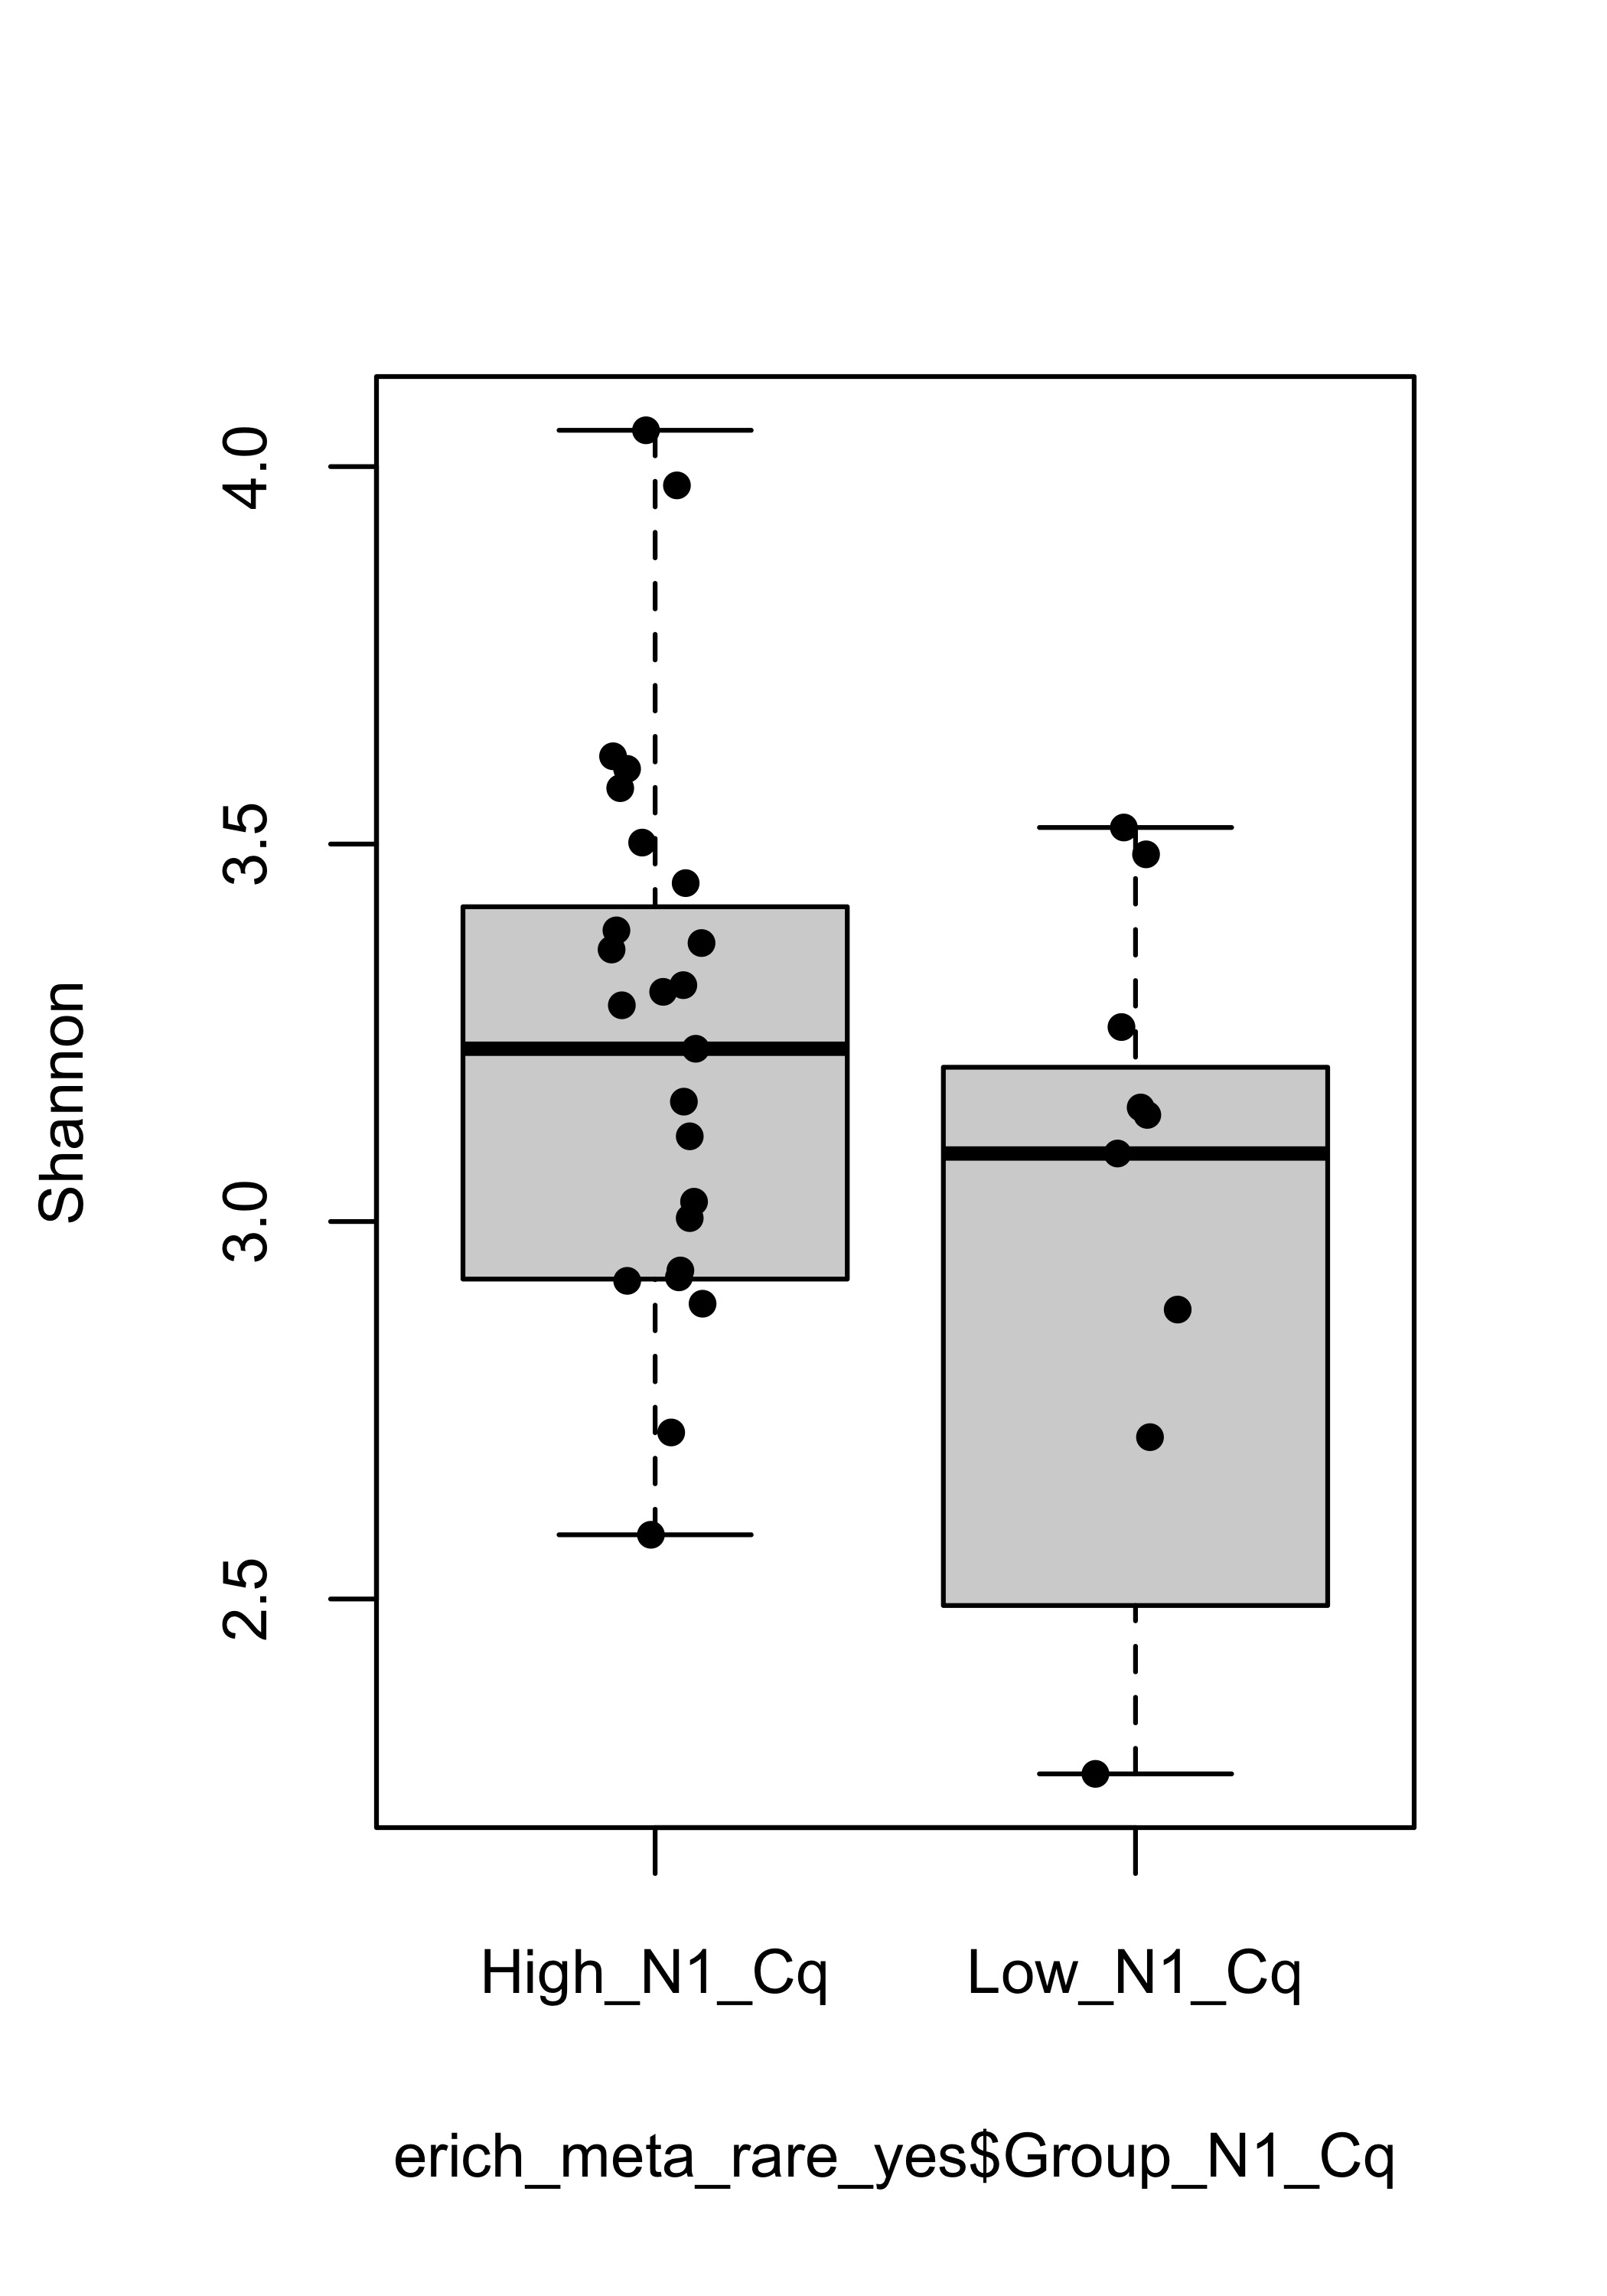 Shannon
4.0
3.5
3.0
2.5
High_N1_Cq Low_N1_Cq
erich_meta_rare_yes$Group_N1_Cq